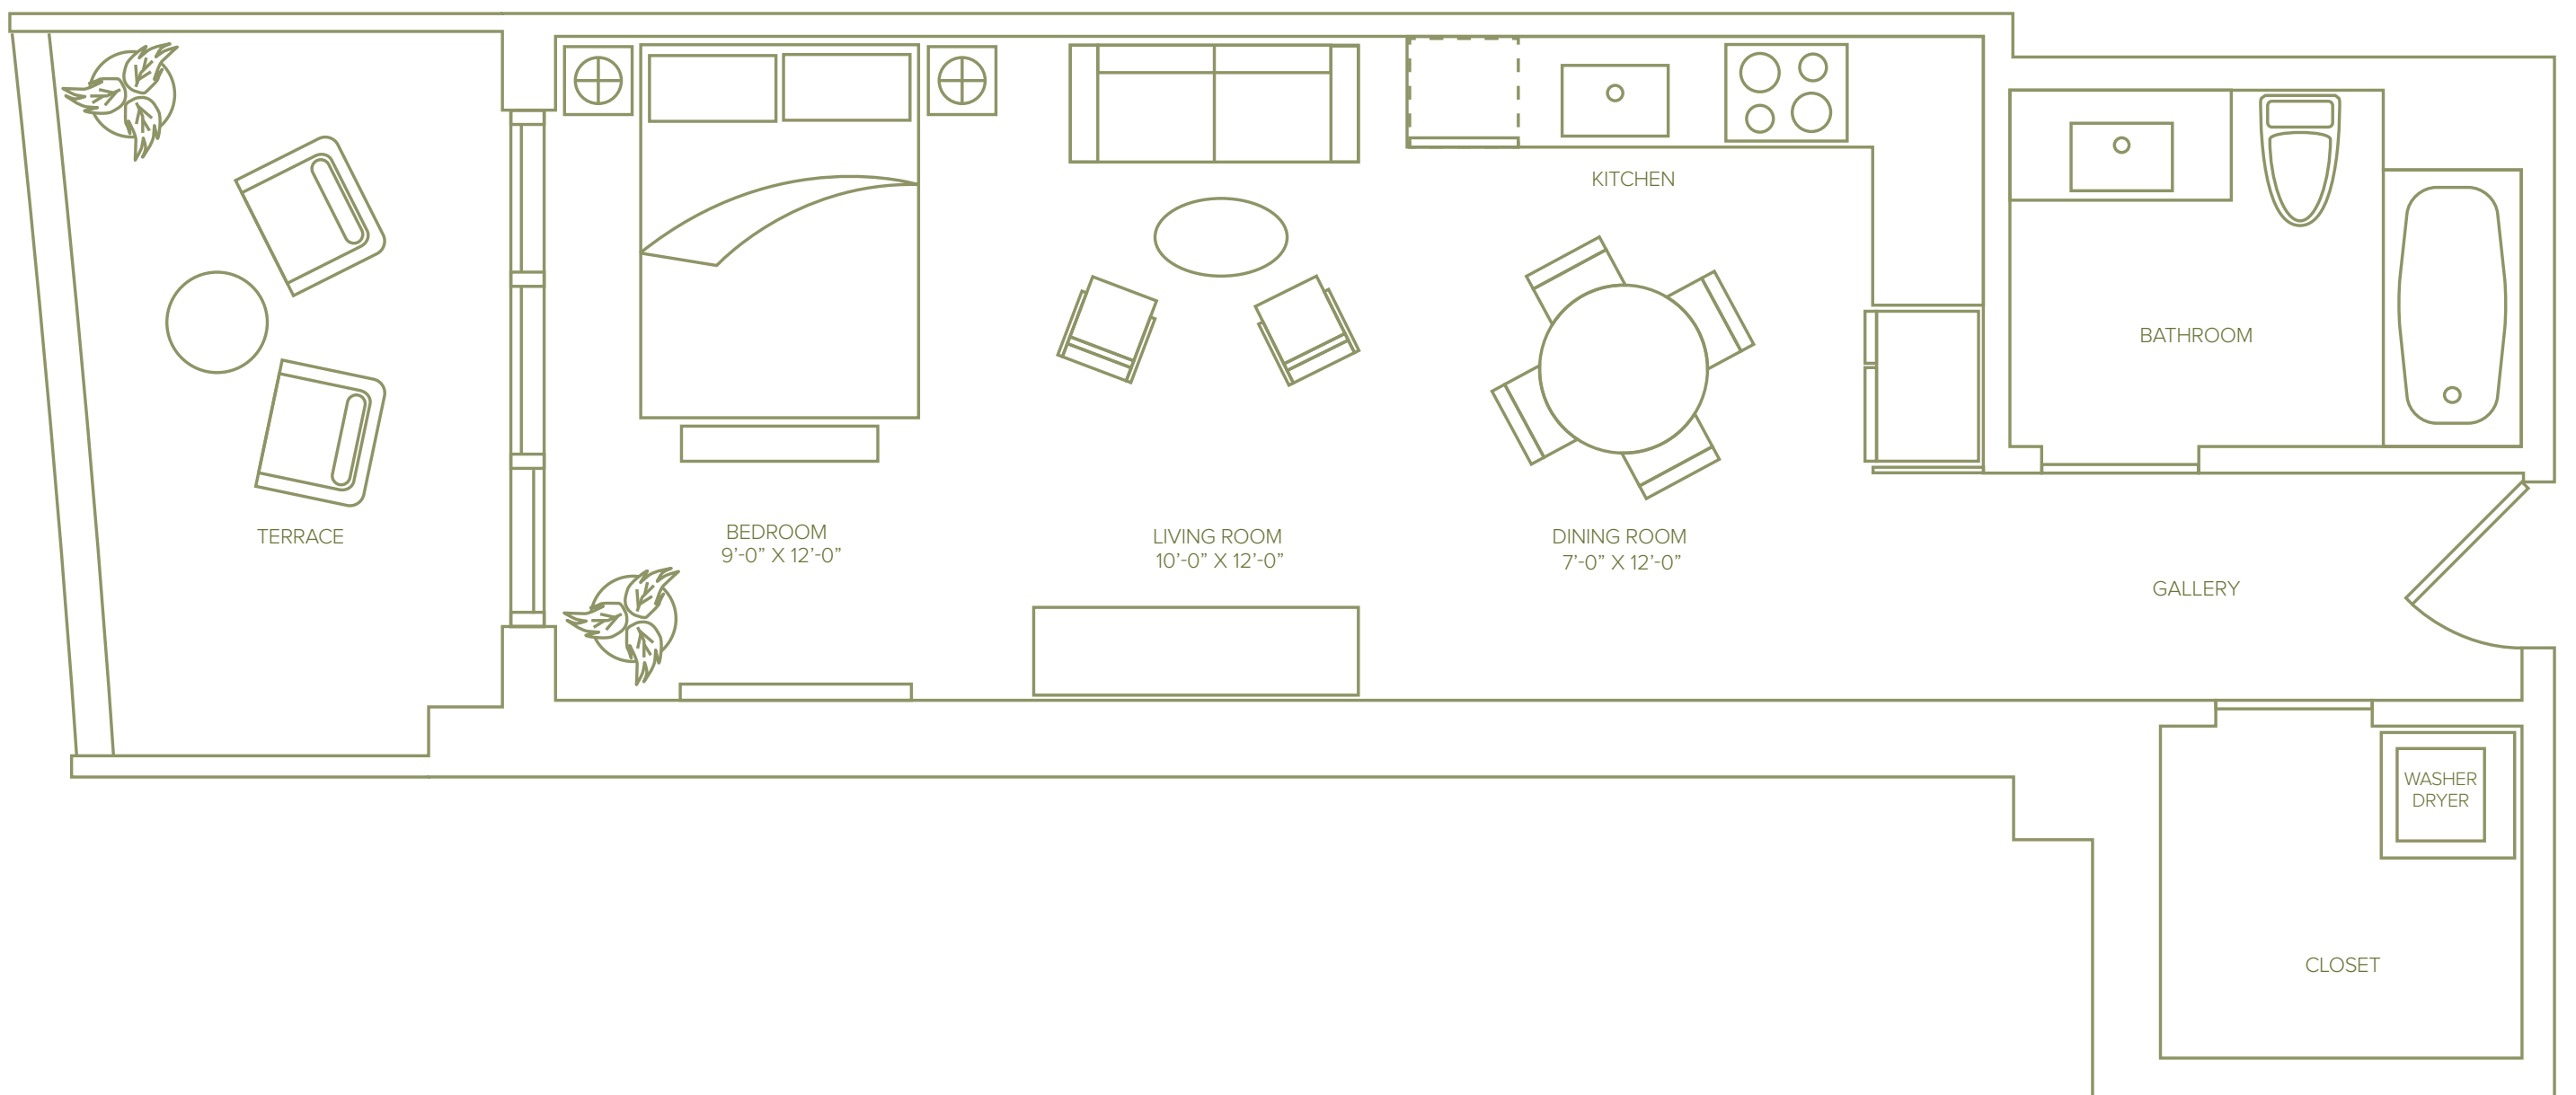 KITCHEN
BATHROOM
TERRACE
BEDROOM
9’-0” X 12’-0”
LIVING ROOM
10’-0” X 12’-0”
DINING ROOM
7’-0” X 12’-0”
GALLERY
WASHER
DRYER
CLOSET